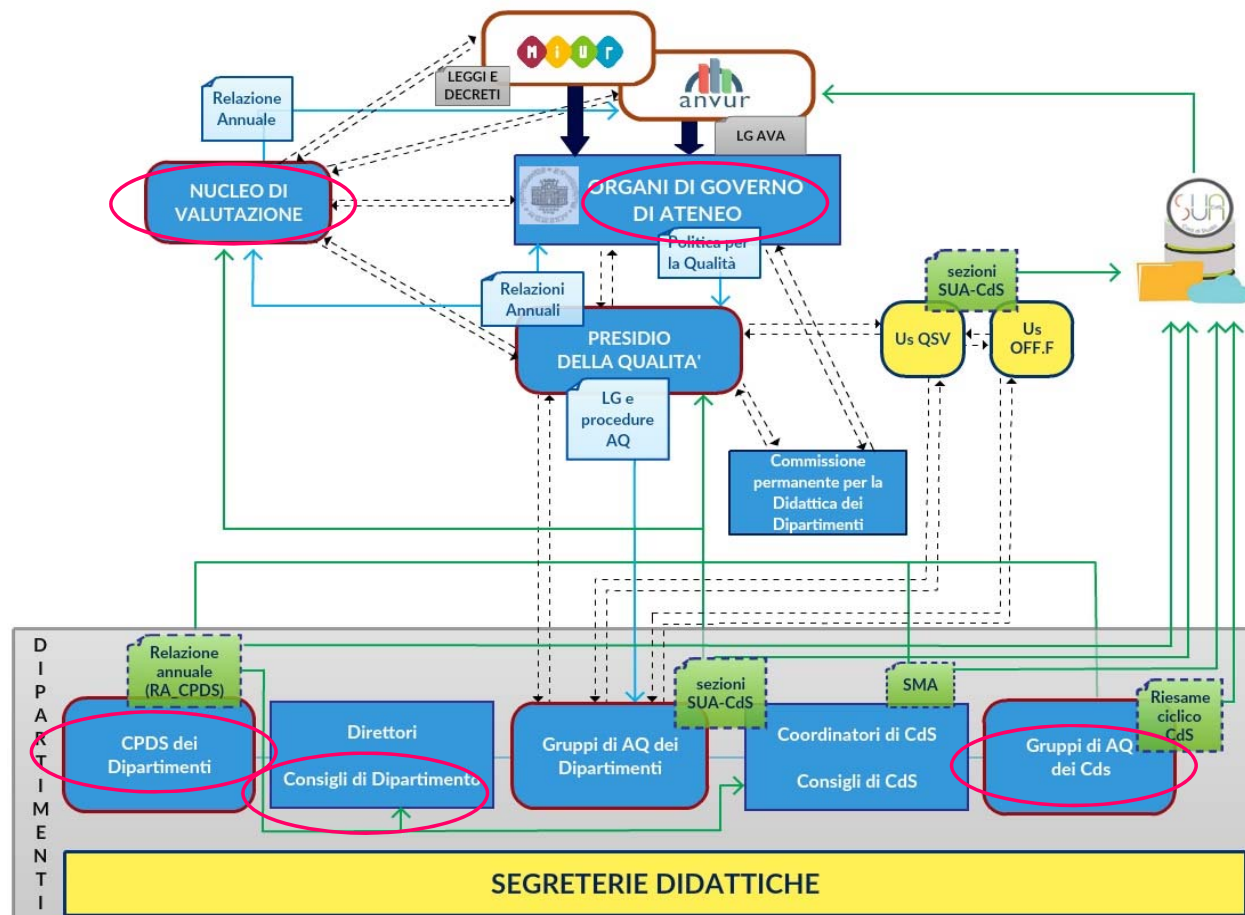 MIUR
LEGGI E
DECRETI
anvur
LG AVA
Relazione
Annuale
NUCLEO DI
VALUTAZIONE
ORGANI DI GOVERNO
DI ATENEO
Politica per
la Qualità
Relazioni
Annuali
sezioni
SUA-CdS
SUA
Us QSV
Us
OFF.F
PRESIDIO
DELLA QUALITA'
LG e
procedure
AQ
Commissione
permanente per la
Didattica dei
Dipartimenti
DIPARTIMENTI
Relazione
annuale
(RA_CPDS)
CPDS dei
Dipartimenti
Direttori
Consigli di Dipartimento
Gruppi di AQ dei
Dipartimenti
sezioni
SUA-CdS
SMA
Coordinatori di CdS
Consigli di CdS
Riesame
ciclico
CdS
Gruppi di AQ
dei Cds
SEGRETERIE DIDATTICHE